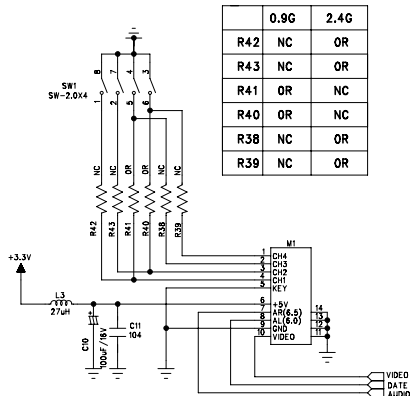 0.9G 2.4G
R42 NC 0R
R43 NC 0R
R41 0R NC
R40 0R NC
R38 NC 0R
R39 NC 0R
8 7 4 3
SW1
SW-2.0X4
1 2 5 6
NC NC 0R 0R NC NC
R42 R43 R41 R40 R38 R39
M1
1 CH4
2 CH3
3 CH2
4 CH1
5 KEY
6 +5V
7 AR(6.5) 14
8 AL(6.0) 13
9 GND 12
10 VIDEO 11
+3.3V
L3
27uH
C10
100uF/16V
C11
104
VIDEO
DATE
AUDIO